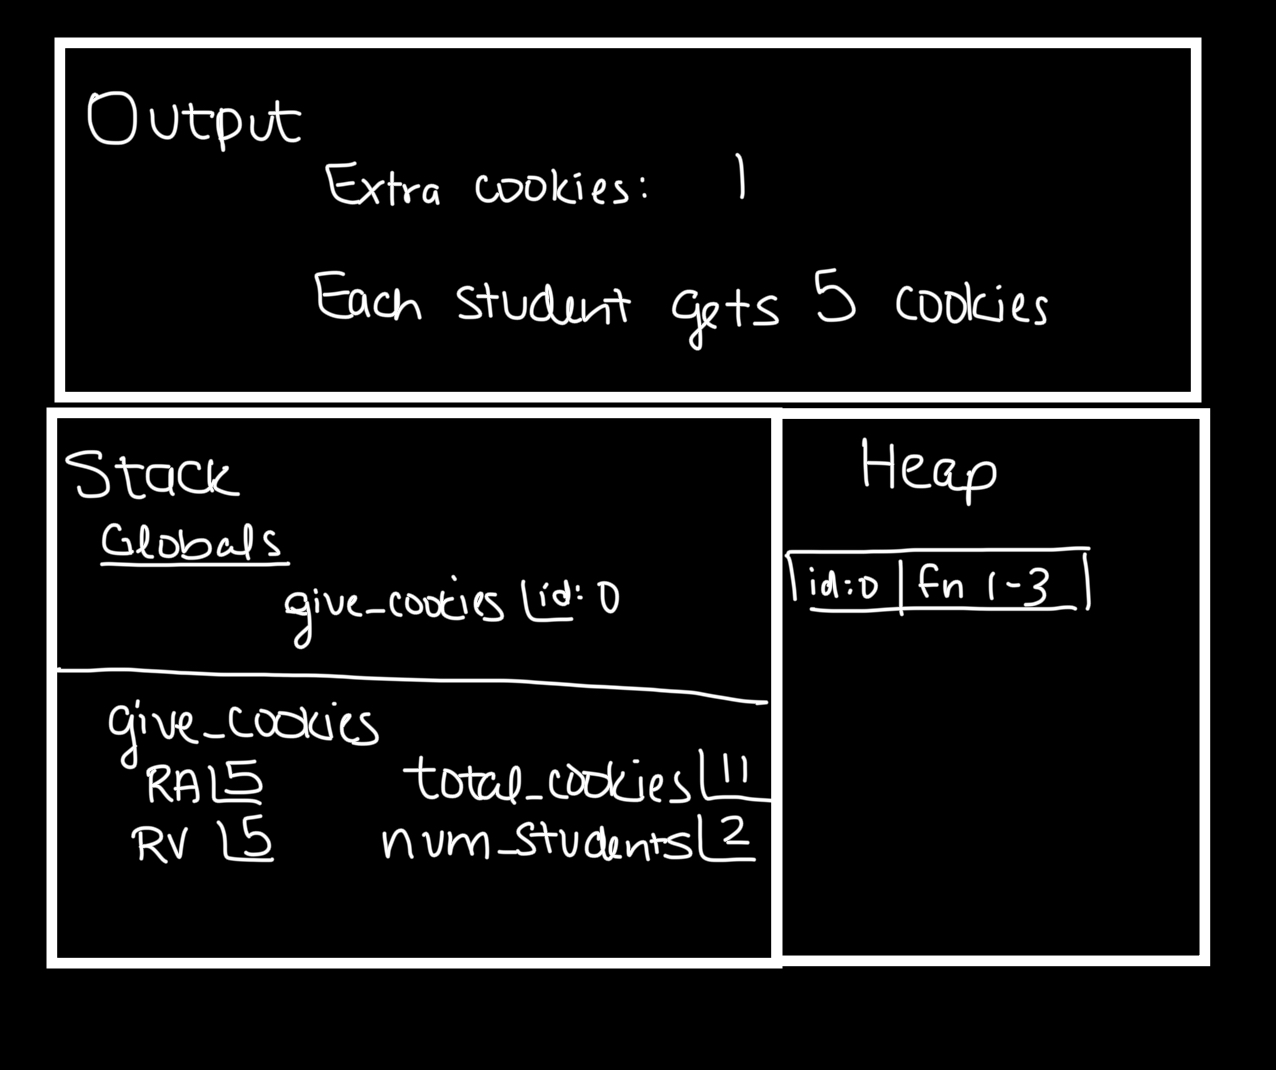 Output
Extra cookies: 1
Each student gets 5 cookies
Stack
Globals
give_cookies id: 0
give_cookies
RA 5 total_cookies 11
RV 5 num_students 2
Heap
id:0 fn 1-3